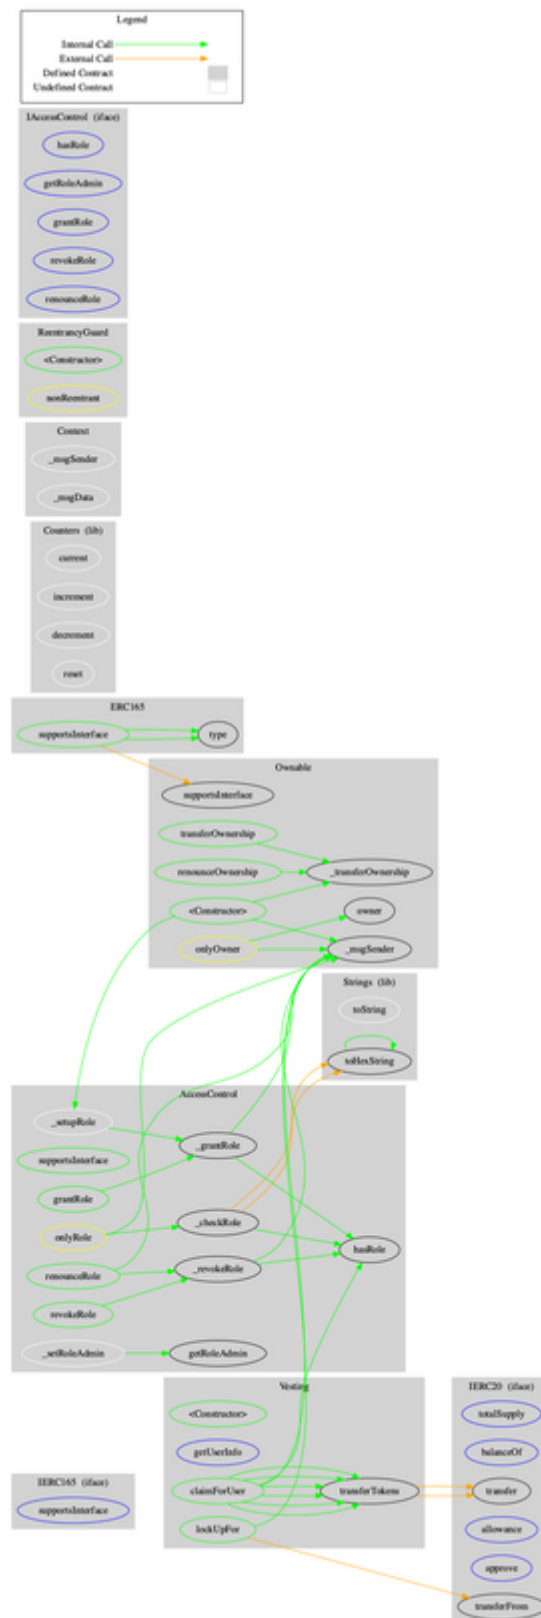 Legend
Internal Call
External Call
Defined Contract
Undefined Contract
IAccessControl (iface)
hasRole
getRoleAdmin
grantRole
revokeRole
renounceRole
ReentrancyGuard
<Constructor>
nonReentrant
Context
_msgSender
_msgData
Counters (lib)
current
increment
decrement
reset
ERC165
supportsInterface
type
Ownable
supportsInterface
transferOwnership
renounceOwnership
_transferOwnership
<Constructor>
owner
onlyOwner
_msgSender
Strings (lib)
toString
toHexString
AccessControl
_setupRole
_grantRole
supportsInterface
grantRole
onlyRole
_checkRole
hasRole
renounceRole
_revokeRole
revokeRole
_setRoleAdmin
getRoleAdmin
Vesting
<Constructor>
getUserInfo
claimForUser
transferTokens
lockUpFor
IERC20 (iface)
totalSupply
balanceOf
transfer
allowance
approve
transferFrom
IERC165 (iface)
supportsInterface